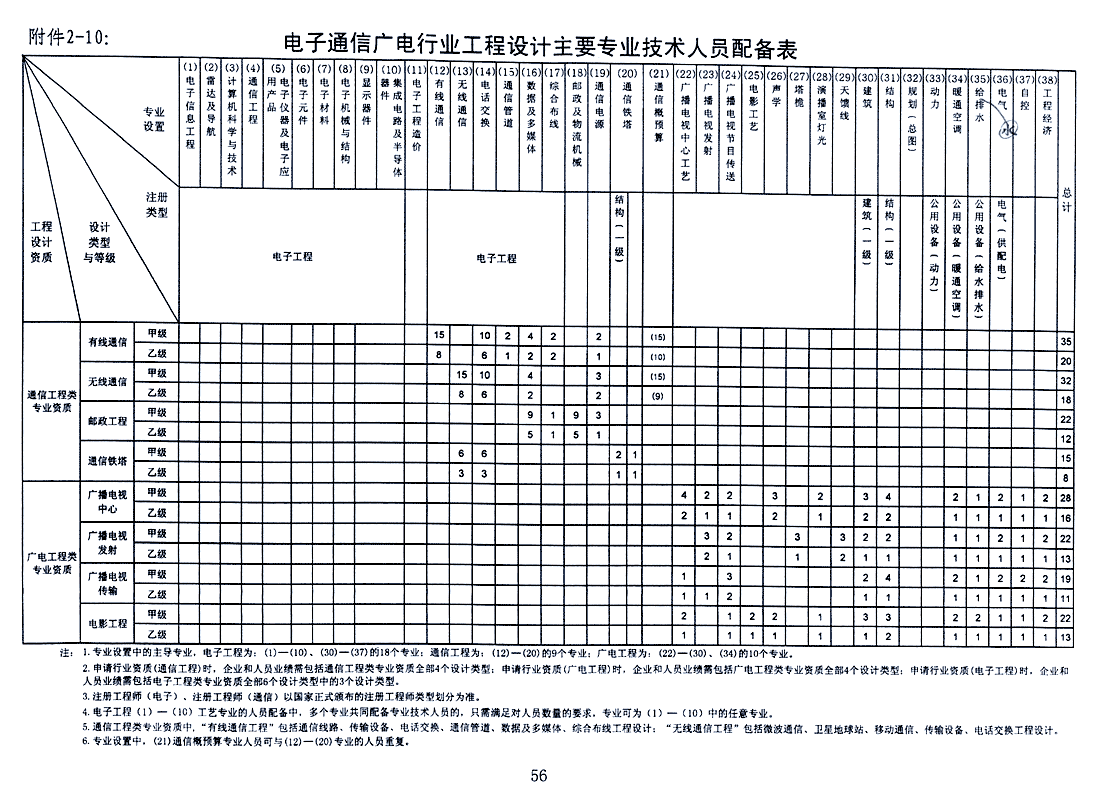 附件2-10:
电子通信广电行业工程设计主要专业技术人员配备表
专业设置 (1)电子信息工程 (2)雷达及导航 (3)计算机科学与技术 (4)通信工程 (5)电子仪器及电子应用产品 (6)电子元件 (7)电子材料 (8)电子机械与结构 (9)显示器件 (10)集成电路及半导体器件 (11)电子工程造价 (12)有线通信 (13)无线通信 (14)电话交换 (15)通信管道 (16)数据及多媒体 (17)综合布线 (18)邮政及物流机械 (19)通信电源 (20)通信铁塔 (21)通信概预算 (22)广播电视中心工艺 (23)广播电视发射 (24)广播电视节目传送 (25)电影工艺 (26)声学 (27)塔桅 (28)演播室灯光 (29)天馈线 (30)建筑 (31)结构 (32)规划(总图) (33)动力 (34)暖通空调 (35)给排水 (36)电气 (37)自控 (38)工程经济 总计
水
注册类型 电子工程 电子工程 结构(一级) 建筑(一级) 结构(一级) 公用设备(动力) 公用设备(暖通空调) 公用设备(给水排水) 电气(供配电)
工程设计资质 设计类型与等级
通信工程类专业资质
有线通信 甲级 15 10 2 4 2 2 (15) 35
乙级 8 6 1 2 2 1 (10) 20
无线通信 甲级 15 10 4 3 (15) 32
乙级 8 6 2 2 (9) 18
邮政工程 甲级 9 1 9 3 22
乙级 5 1 5 1 12
通信铁塔 甲级 6 6 2 1 15
乙级 3 3 1 1 8
广电工程类专业资质
广播电视中心 甲级 4 2 2 3 2 3 4 2 1 2 1 2 28
乙级 2 1 1 2 1 2 2 1 1 1 1 1 16
广播电视发射 甲级 3 2 3 3 2 2 1 1 2 1 2 22
乙级 2 1 1 2 1 1 1 1 1 1 1 13
广播电视传输 甲级 1 3 2 4 2 1 2 2 2 19
乙级 1 1 2 1 1 1 1 1 1 1 11
电影工程 甲级 2 1 2 2 1 3 3 2 2 1 1 2 22
乙级 1 1 1 1 1 1 2 1 1 1 1 1 13
注: 1.专业设置中的主导专业,电子工程为:(1)—(10)、(30)—(37)的18个专业;通信工程为:(12)—(20)的9个专业;广电工程为:(22)—(30)、(34)的10个专业。
2.申请行业资质(通信工程)时,企业和人员业绩需包括通信工程类专业资质全部4个设计类型;申请行业资质(广电工程)时,企业和人员业绩需包括广电工程类专业资质全部4个设计类型;申请行业资质(电子工程)时,企业和
人员业绩需包括电子工程类专业资质全部6个设计类型中的3个设计类型。
3.注册工程师(电子)、注册工程师(通信)以国家正式颁布的注册工程师类型划分为准。
4.电子工程(1)—(10)工艺专业的人员配备中,多个专业共同配备专业技术人员的,只需满足对人员数量的要求,专业可为(1)—(10)中的任意专业。
5.通信工程类专业资质中,“有线通信工程”包括通信线路、传输设备、电话交换、通信管道、数据及多媒体、综合布线工程设计;“无线通信工程”包括微波通信、卫星地球站、移动通信、传输设备、电话交换工程设计。
6.专业设置中,(21)通信概预算专业人员可与(12)—(20)专业的人员重复。
56